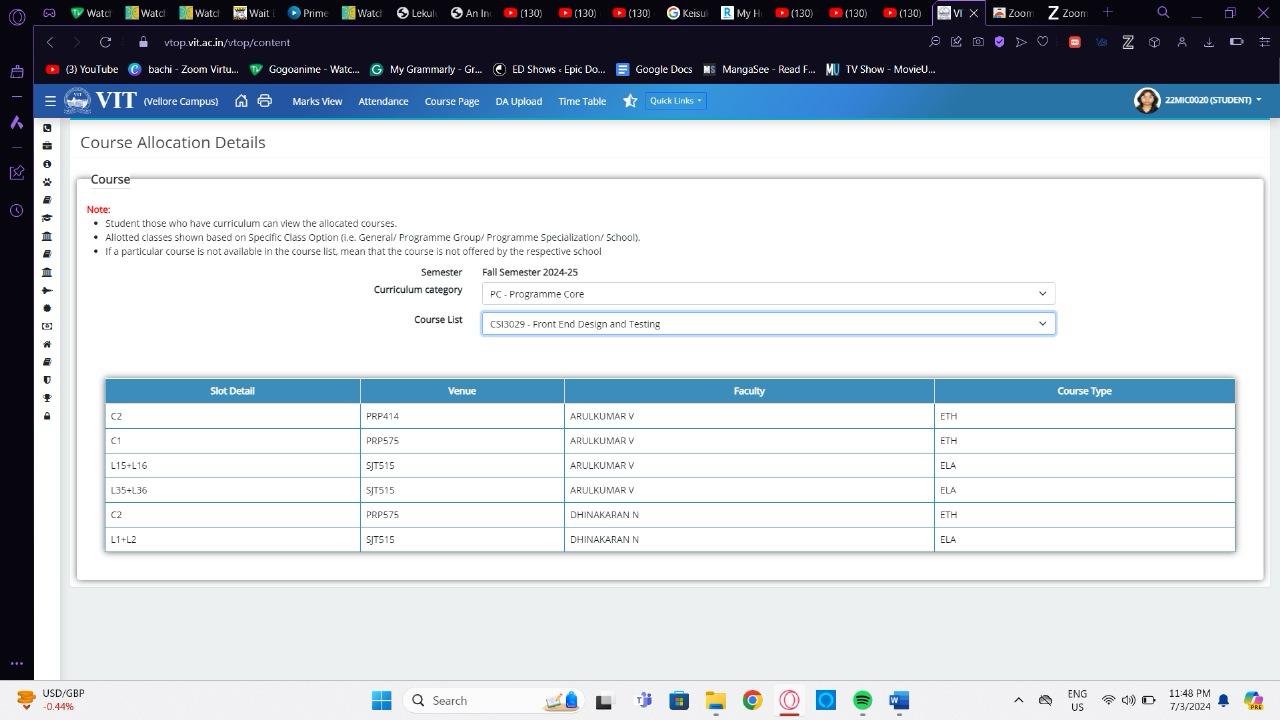 Watch
Watch
Watch
Wait
Prime
Watch
Lekul
An In
(130)
(130)
(130)
Keisuk
My H
(130)
(130)
(130)
VI
Zoom
Zoom
vtop.vit.ac.in/vtop/content
(3) YouTube
bachi - Zoom Virtu...
Gogoanime - Watc...
My Grammarly - Gr...
ED Shows - Epic Do...
Google Docs
MangaSee - Read F...
TV Show - MovieU...
VIT (Vellore Campus)
Marks View
Attendance
Course Page
DA Upload
Time Table
Quick Links
22MIC0020 (STUDENT)
Course Allocation Details
Course
Note:
Student those who have curriculum can view the allocated courses.
Allotted classes shown based on Specific Class Option (i.e. General/ Programme Group/ Programme Specialization/ School).
If a particular course is not available in the course list, mean that the course is not offered by the respective school
Semester Fall Semester 2024-25
Curriculum category PC - Programme Core
Course List CSI3029 - Front End Design and Testing
Slot Detail Venue Faculty Course Type
C2 PRP414 ARULKUMAR V ETH
C1 PRP575 ARULKUMAR V ETH
L15+L16 SJT515 ARULKUMAR V ELA
L35+L36 SJT515 ARULKUMAR V ELA
C2 PRP575 DHINAKARAN N ETH
L1+L2 SJT515 DHINAKARAN N ELA
USD/GBP
-0.44%
Search
ENG
US
11:48 PM
7/3/2024